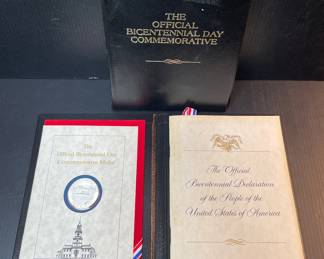 THE
OFFICIAL
BICENTENNIAL DAY
COMMEMORATIVE
The
Official Bicentennial Day
Commemorative Medal
The Official
Bicentennial Declaration
of the People of the
United States of America